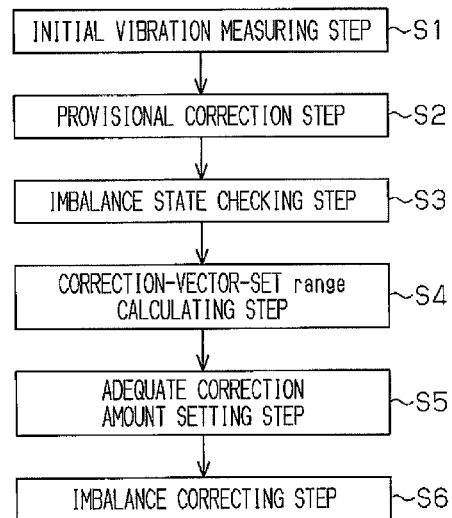 INITIAL VIBRATION MEASURING STEP ~S1
PROVISIONAL CORRECTION STEP ~S2
IMBALANCE STATE CHECKING STEP ~S3
CORRECTION-VECTOR-SET range
CALCULATING STEP ~S4
ADEQUATE CORRECTION
AMOUNT SETTING STEP ~S5
IMBALANCE CORRECTING STEP ~S6